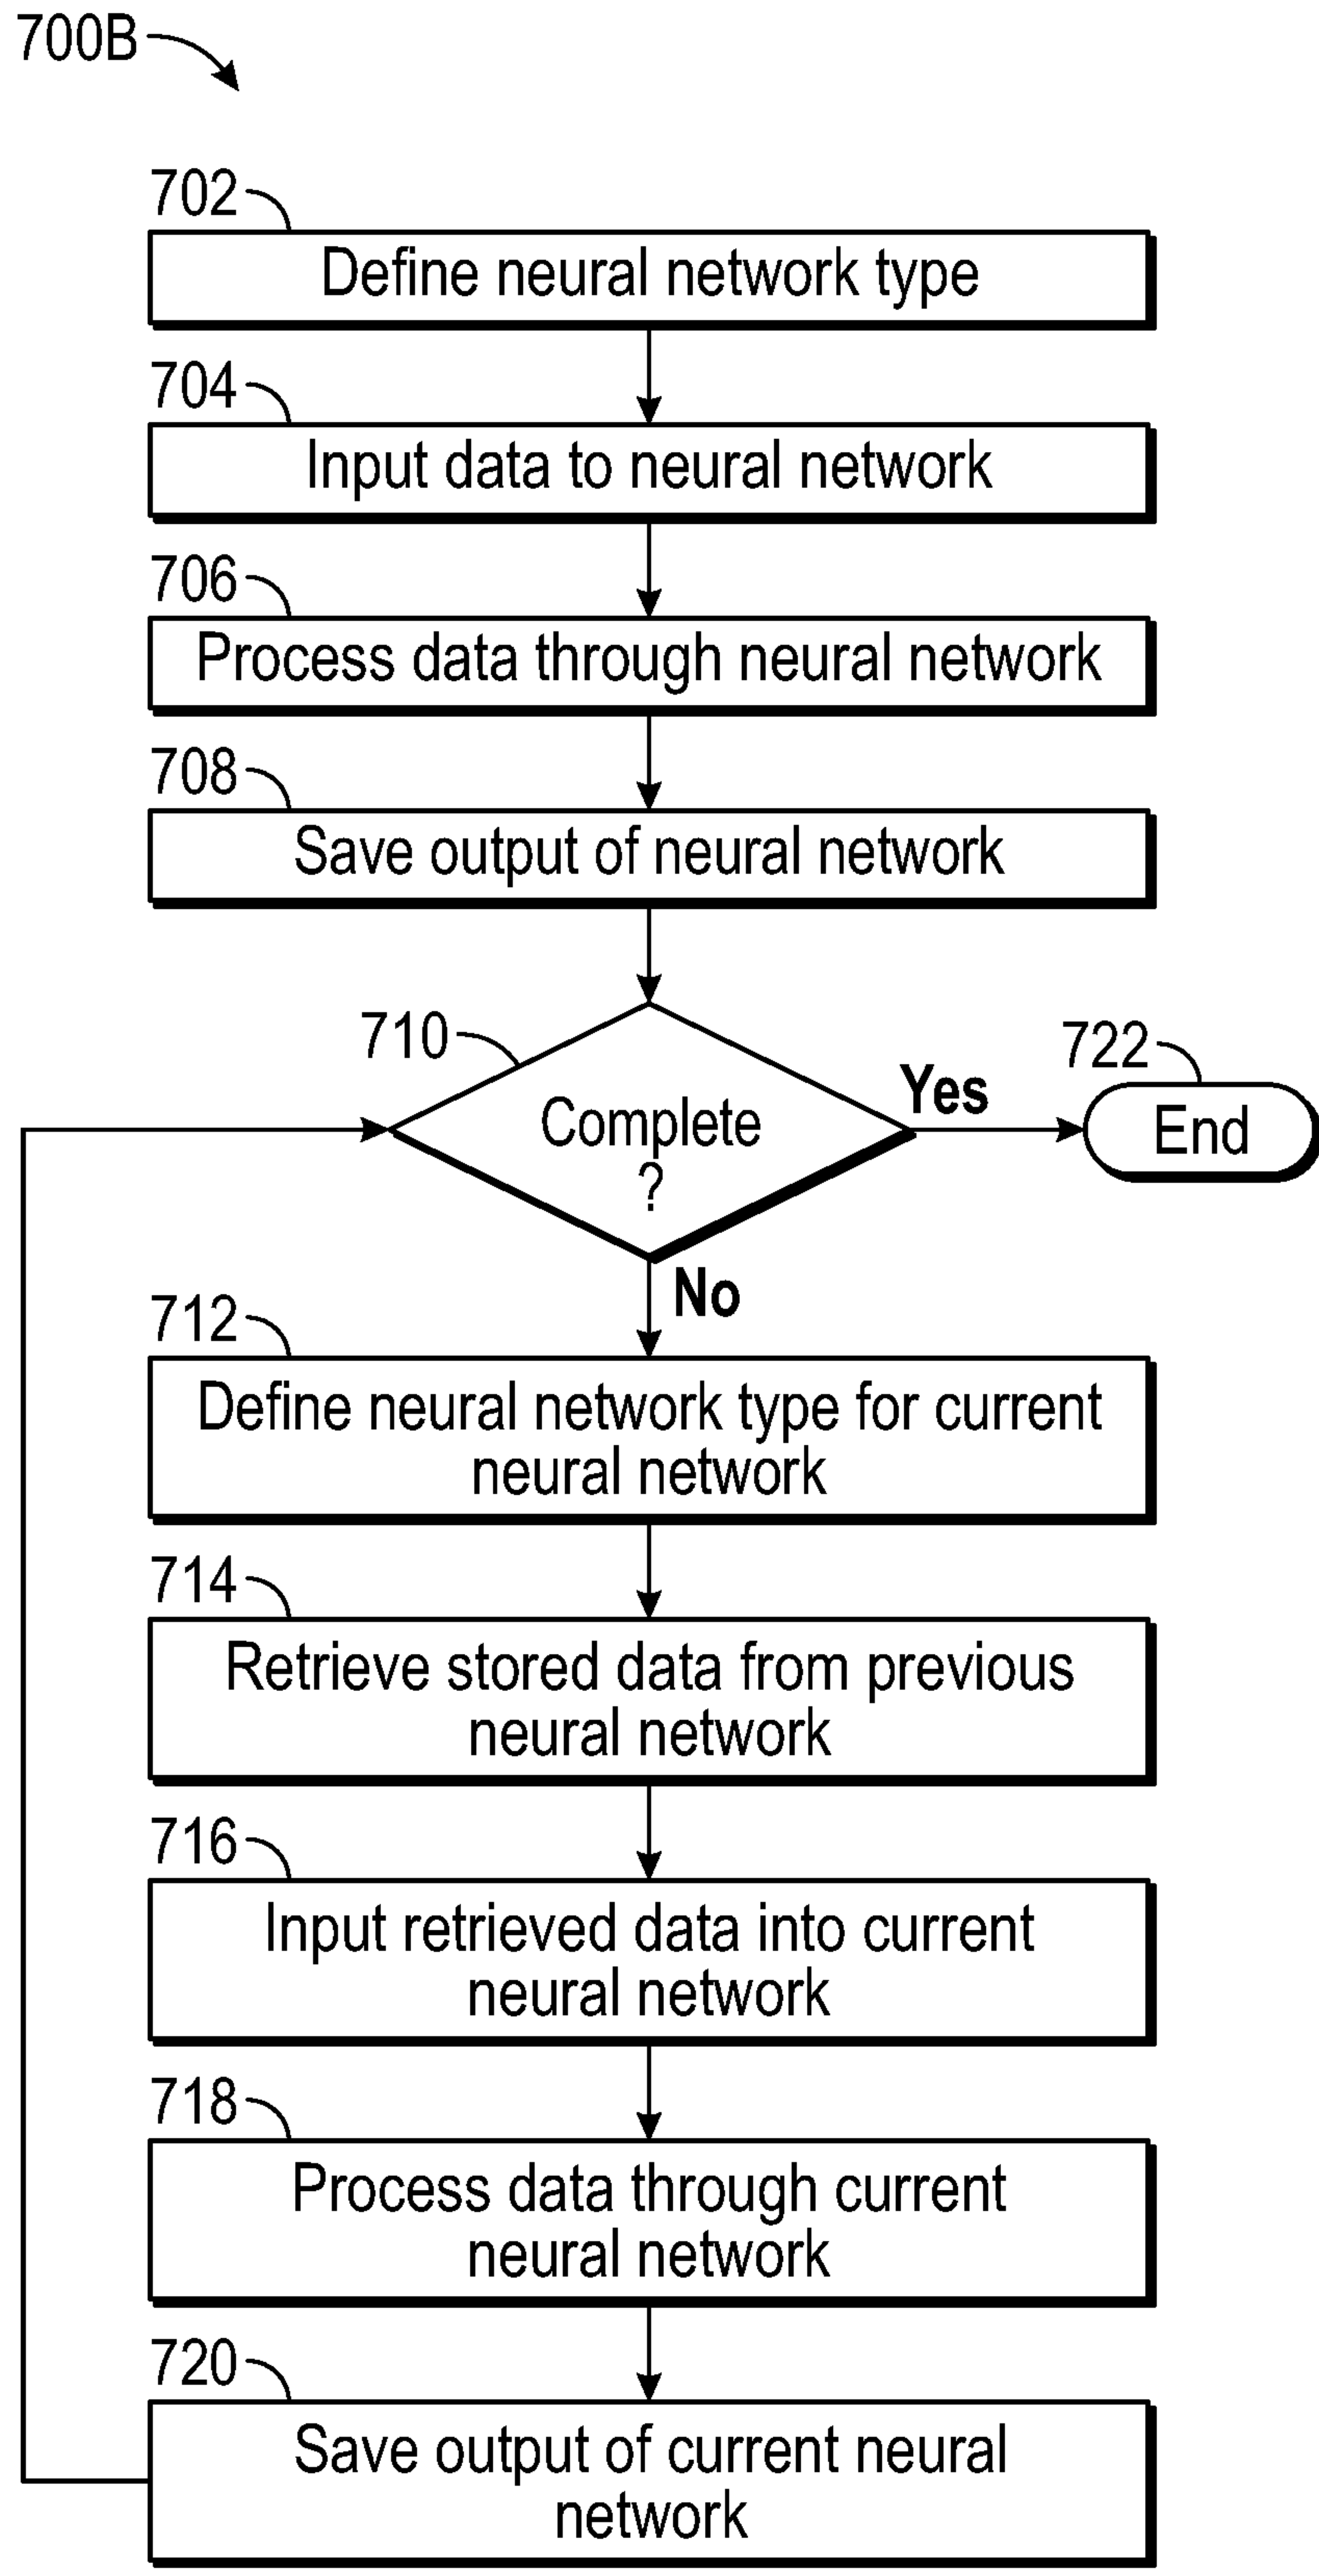 700B
702
Define neural network type
704
Input data to neural network
706
Process data through neural network
708
Save output of neural network
710
Complete
?
Yes
722
End
No
712
Define neural network type for current
neural network
714
Retrieve stored data from previous
neural network
716
Input retrieved data into current
neural network
718
Process data through current
neural network
720
Save output of current neural
network